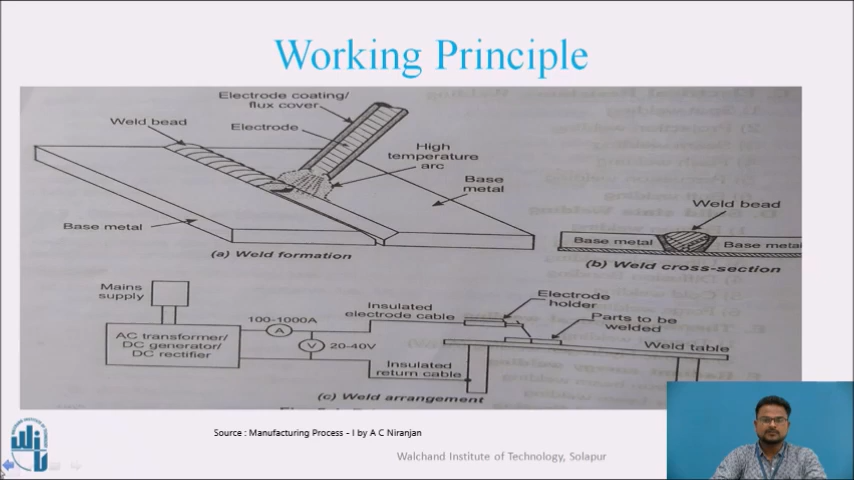 Working Principle
Electrode coating/
flux cover
Weld bead
Electrode
High
temperature
arc
Base
metal
Base metal
(a) Weld formation
Weld bead
Base metal
Base metal
(b) Weld cross-section
Mains
supply
100-1000A
Insulated
electrode cable
Electrode
holder
Parts to be
welded
AC transformer/
DC generator/
DC rectifier
A
V
20-40V
Weld table
Insulated
return cable
(c) Weld arrangement
Source : Manufacturing Process – I by A C Niranjan
Walchand Institute of Technology, Solapur